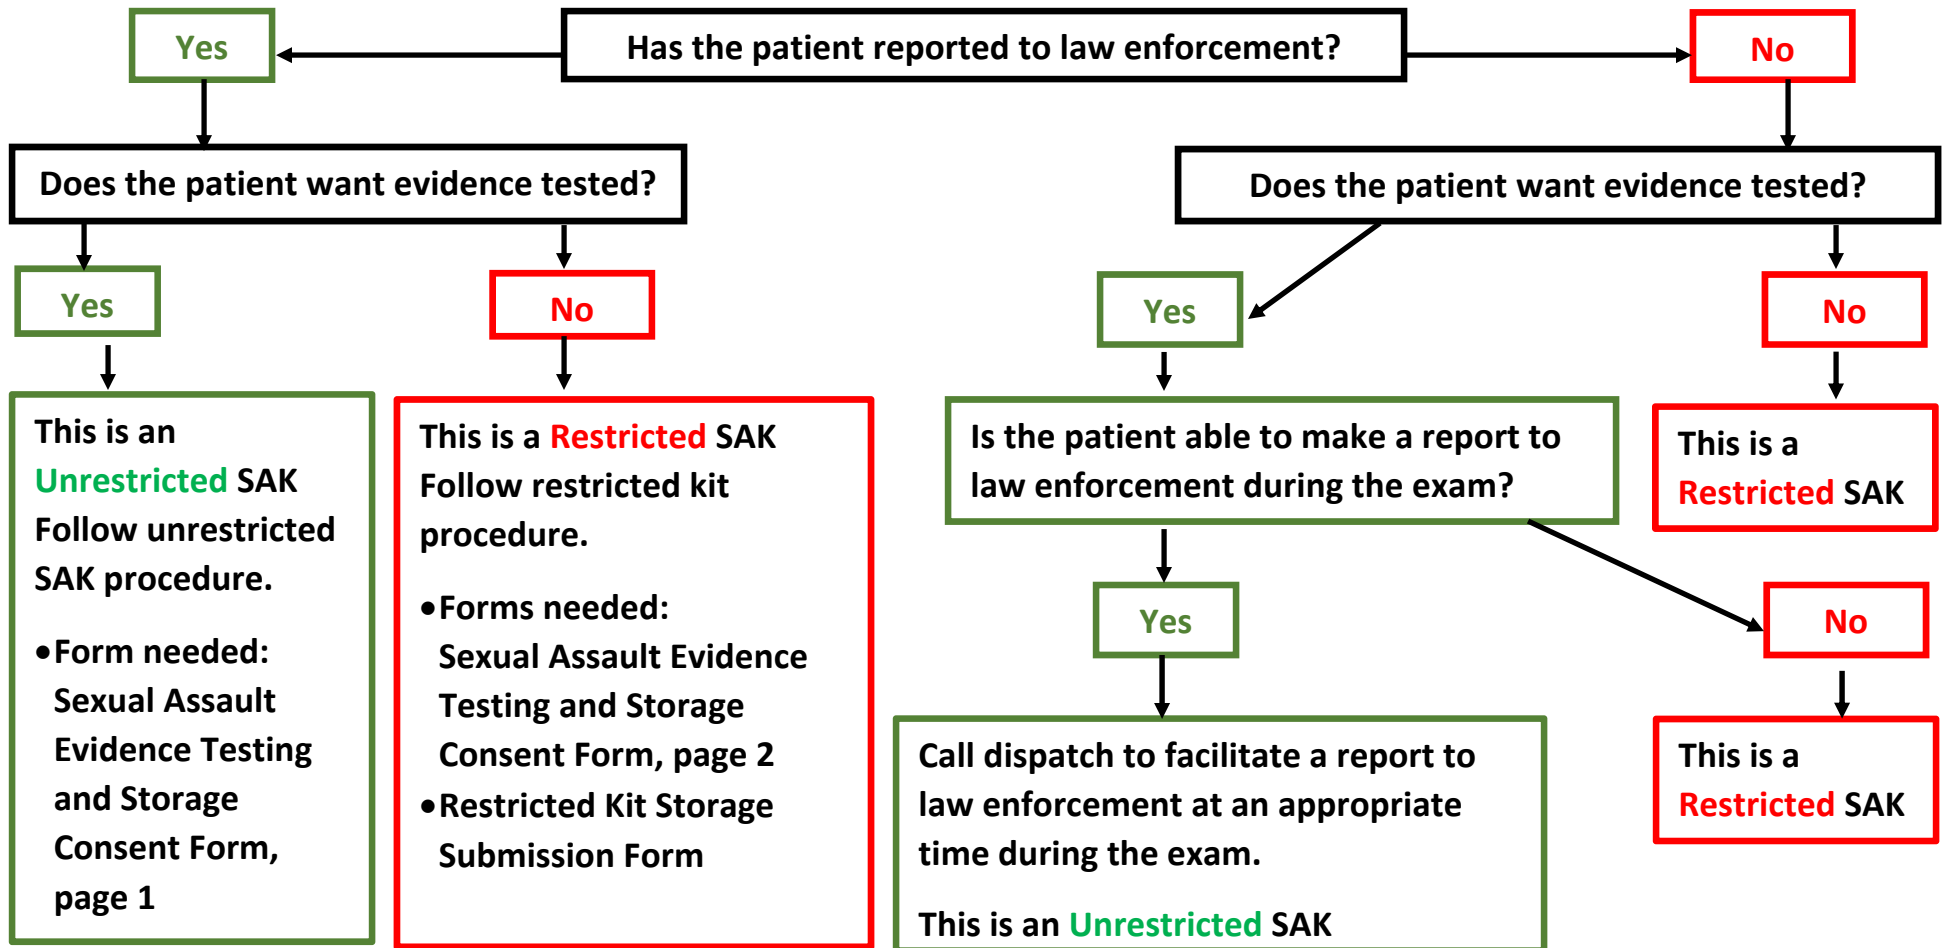 Has the patient reported to law enforcement?
Yes
No
Does the patient want evidence tested?
Does the patient want evidence tested?
Yes
No
Yes
No
This is an
Unrestricted SAK
Follow unrestricted
SAK procedure.
•Form needed:
Sexual Assault
Evidence Testing
and Storage
Consent Form,
page 1
This is a Restricted SAK
Follow restricted kit
procedure.
•Forms needed:
Sexual Assault Evidence
Testing and Storage
Consent Form, page 2
•Restricted Kit Storage
Submission Form
Is the patient able to make a report to
law enforcement during the exam?
This is a
Restricted SAK
Yes
No
Call dispatch to facilitate a report to
law enforcement at an appropriate
time during the exam.
This is an Unrestricted SAK
This is a
Restricted SAK